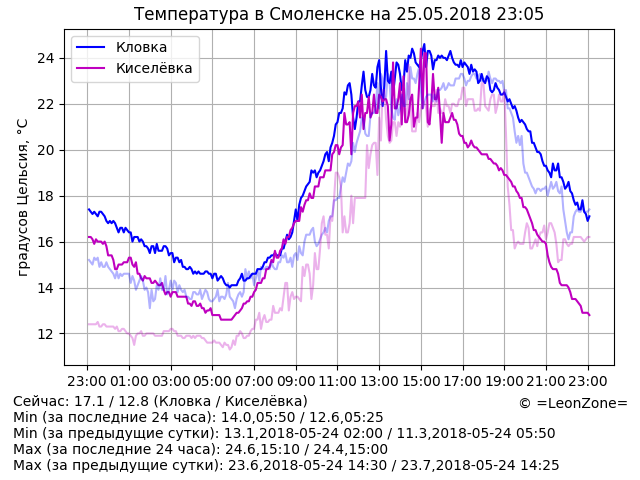 Температура в Смоленске на 25.05.2018 23:05
градусов Цельсия, °C
24
22
20
18
16
14
12
Кловка
Киселёвка
23:00 01:00 03:00 05:00 07:00 09:00 11:00 13:00 15:00 17:00 19:00 21:00 23:00
Сейчас: 17.1 / 12.8 (Кловка / Киселёвка)
© =LeonZone=
Min (за последние 24 часа): 14.0,05:50 / 12.6,05:25
Min (за предыдущие сутки): 13.1,2018-05-24 02:00 / 11.3,2018-05-24 05:50
Max (за последние 24 часа): 24.6,15:10 / 24.4,15:00
Max (за предыдущие сутки): 23.6,2018-05-24 14:30 / 23.7,2018-05-24 14:25